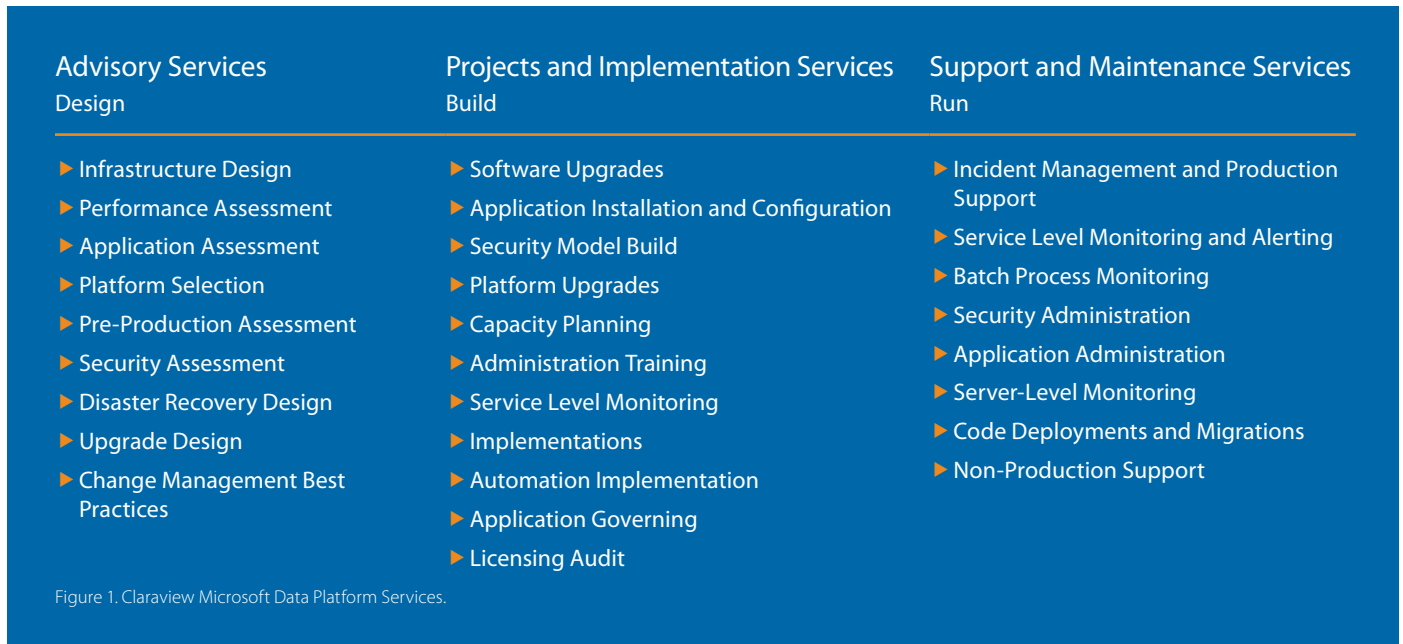 Advisory Services
Design
Infrastructure Design
Performance Assessment
Application Assessment
Platform Selection
Pre-Production Assessment
Security Assessment
Disaster Recovery Design
Upgrade Design
Change Management Best
Practices
Projects and Implementation Services
Build
Software Upgrades
Application Installation and Configuration
Security Model Build
Platform Upgrades
Capacity Planning
Administration Training
Service Level Monitoring
Implementations
Automation Implementation
Application Governing
Licensing Audit
Support and Maintenance Services
Run
Incident Management and Production
Support
Service Level Monitoring and Alerting
Batch Process Monitoring
Security Administration
Application Administration
Server-Level Monitoring
Code Deployments and Migrations
Non-Production Support
Figure 1. Claraview Microsoft Data Platform Services.